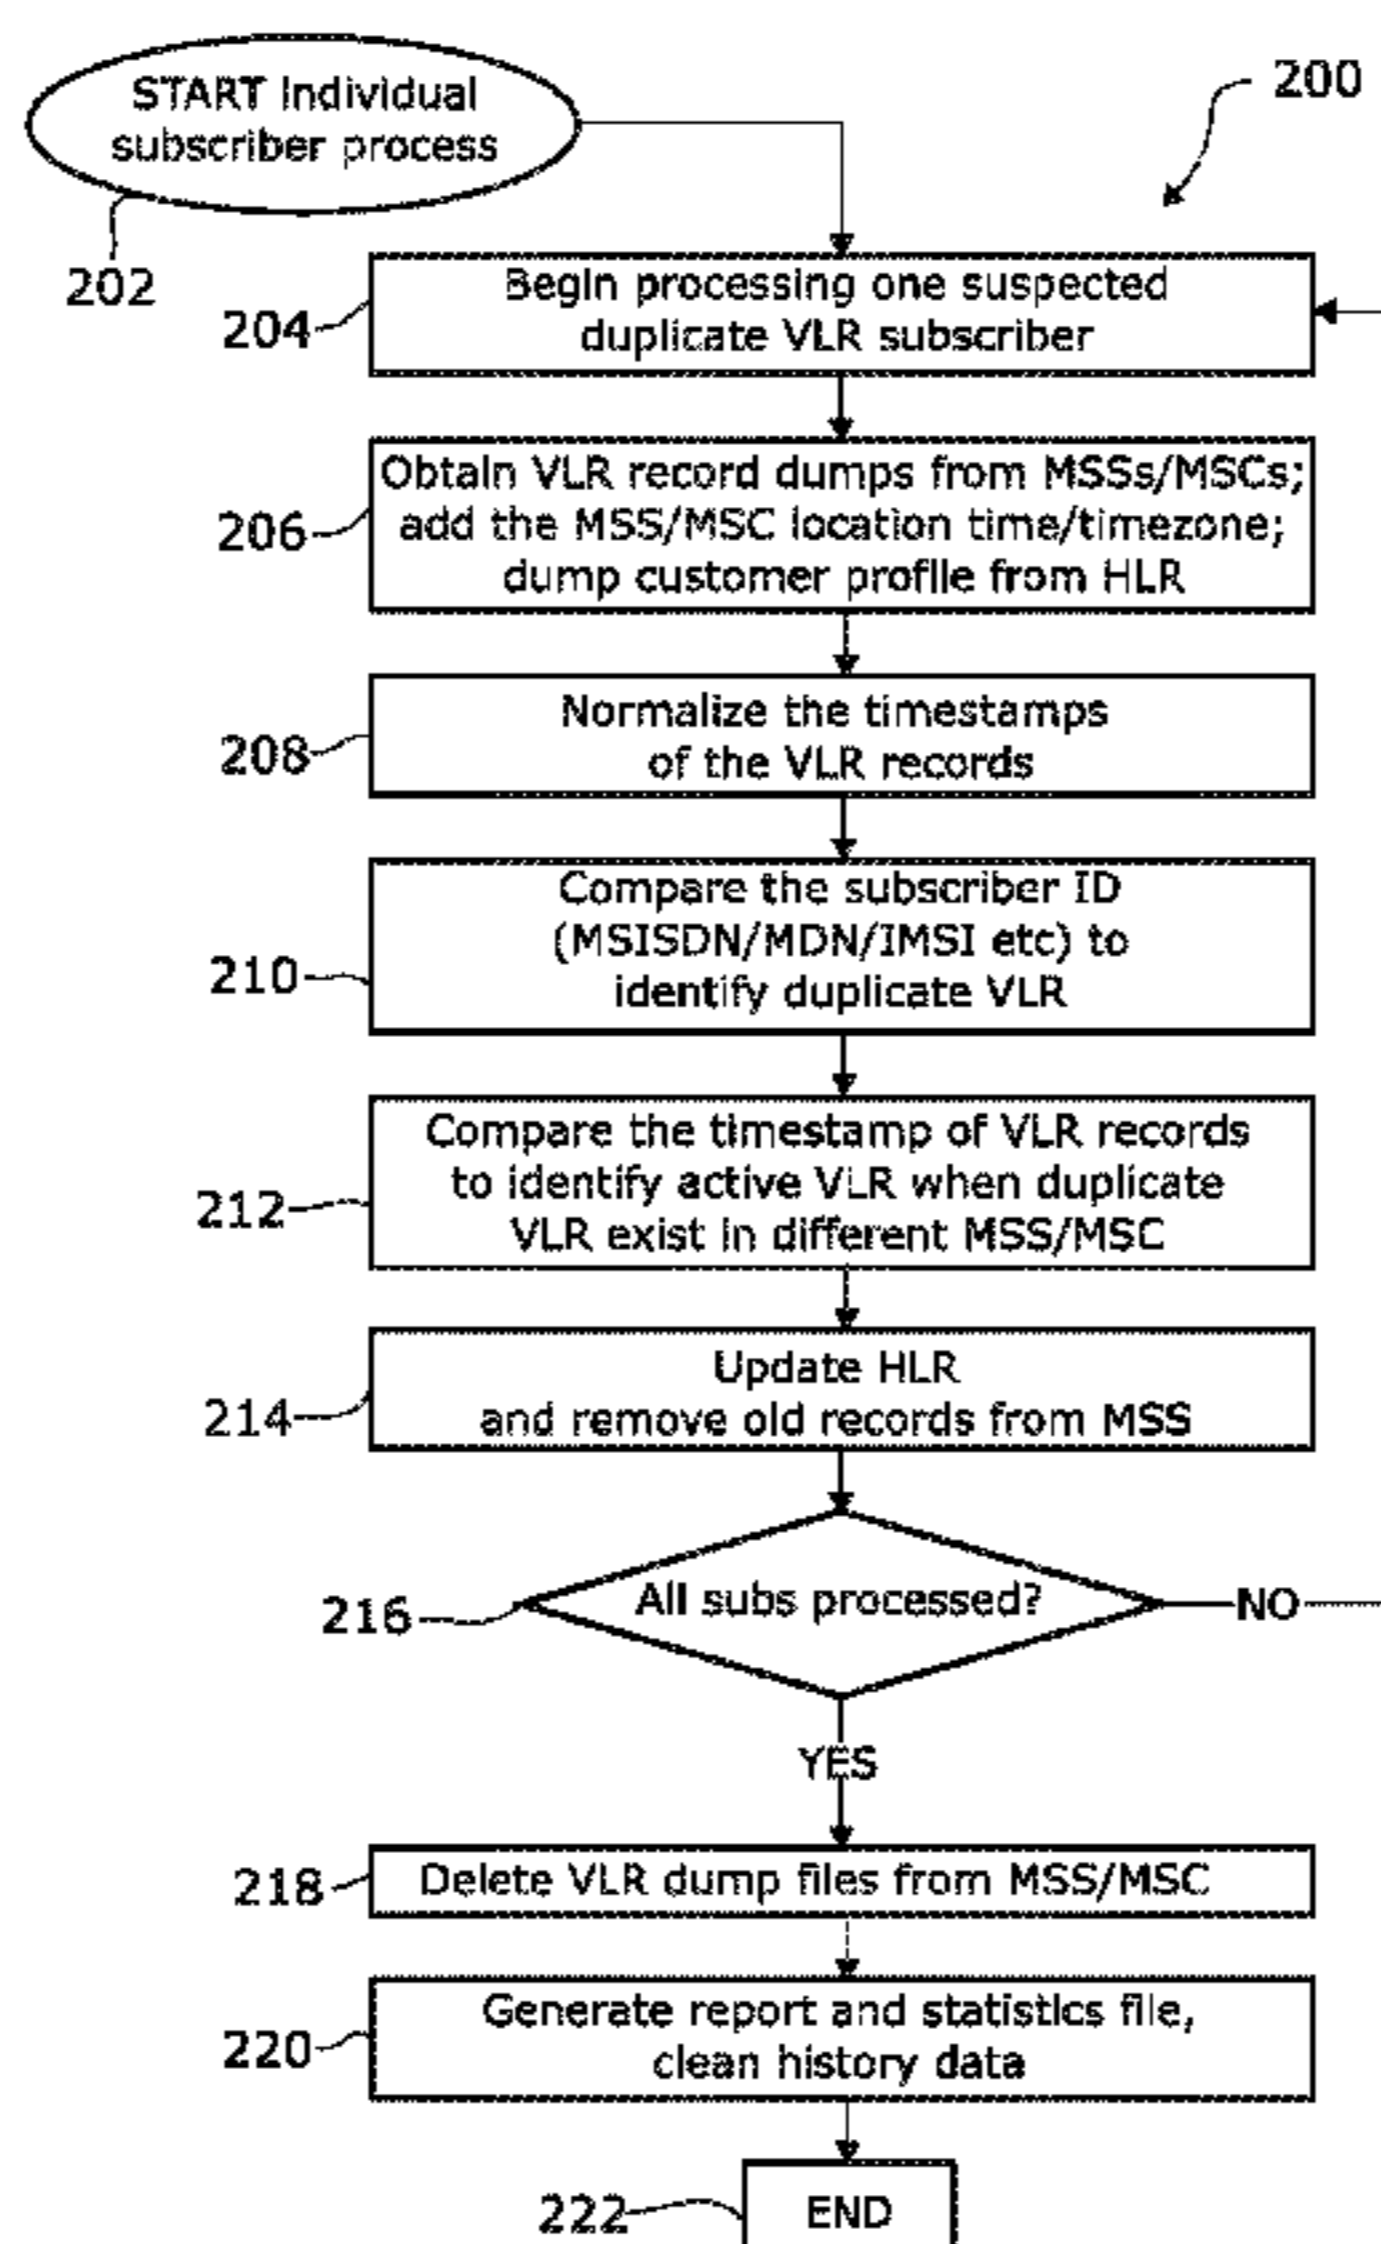 START Individual
subscriber process
200
202
Begin processing one suspected
duplicate VLR subscriber
204
Obtain VLR record dumps from MSSs/MSCs;
add the MSS/MSC location time/timezone;
dump customer profile from HLR
206
Normalize the timestamps
of the VLR records
208
Compare the subscriber ID
(MSISDN/MDN/IMSI etc) to
identify duplicate VLR
210
Compare the timestamp of VLR records
to identify active VLR when duplicate
VLR exist in different MSS/MSC
212
Update HLR
and remove old records from MSS
214
All subs processed?
216
NO
YES
Delete VLR dump files from MSS/MSC
218
Generate report and statistics file,
clean history data
220
END
222